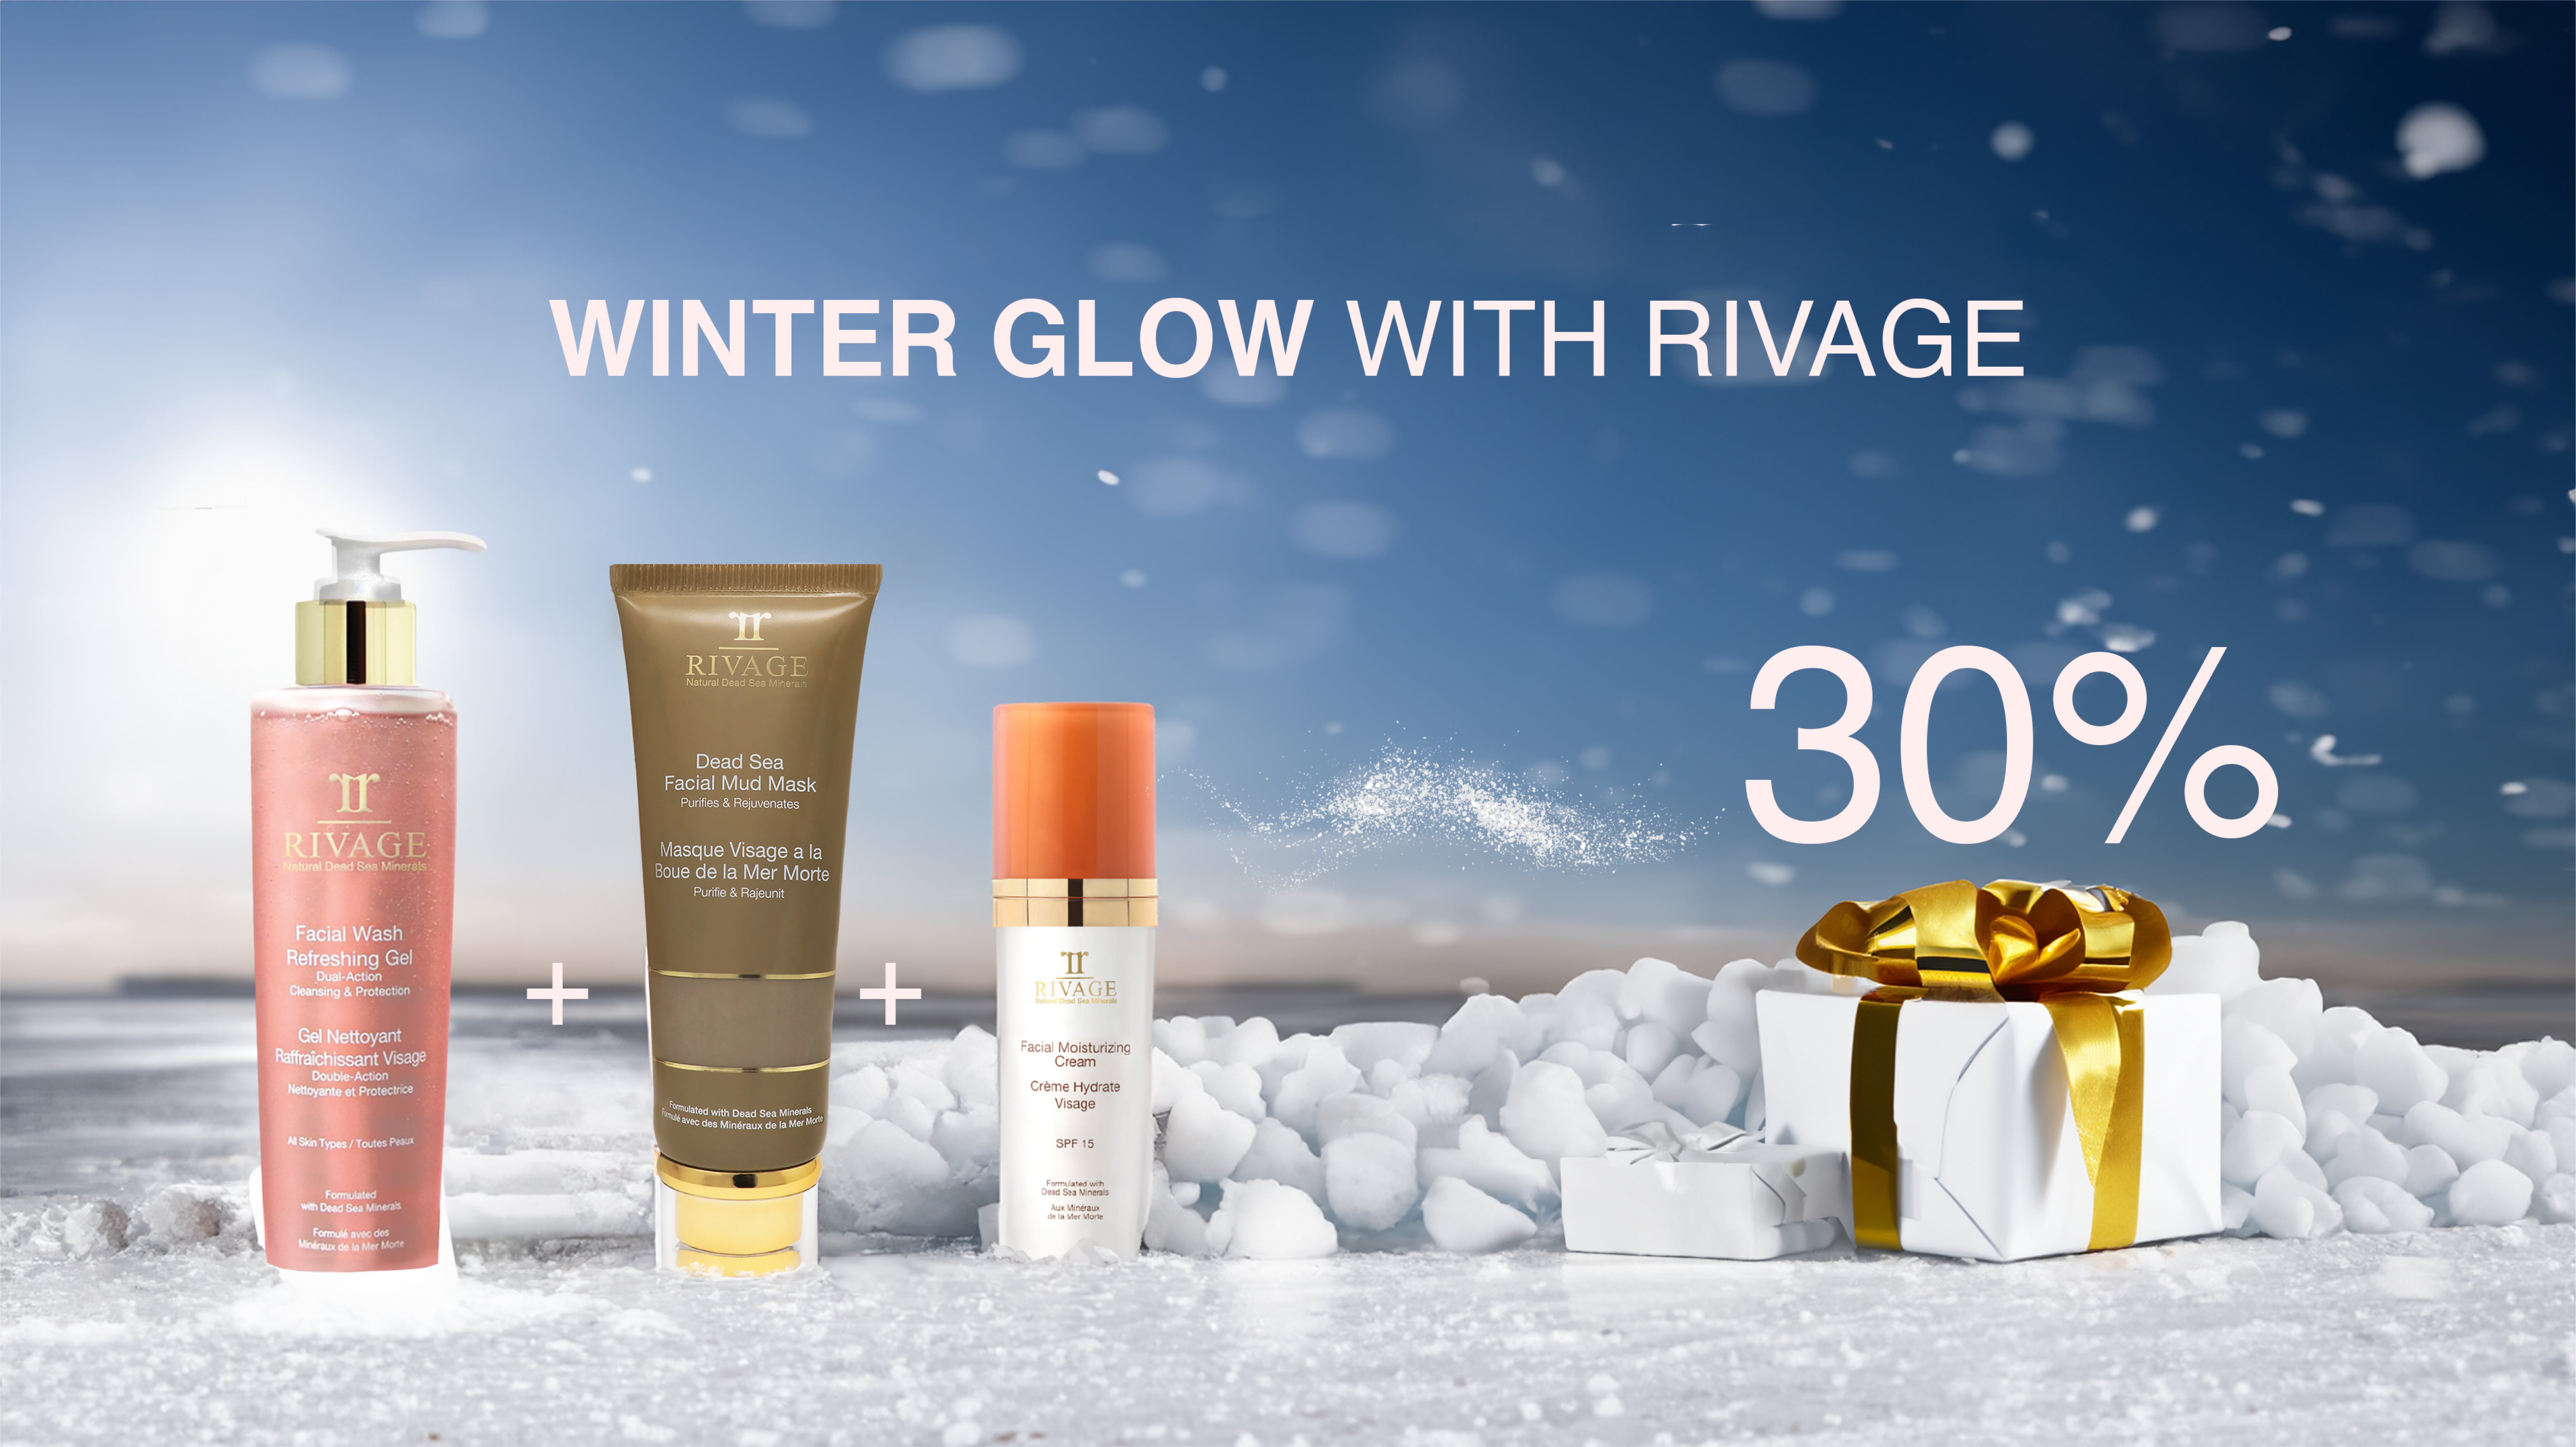 WINTER GLOW WITH RIVAGE
30%
RIVAGE
Natural Dead Sea Minerals
Facial Wash
Refreshing Gel
Dual-Action
Cleansing & Protection
Gel Nettoyant
Raffraîchissant Visage
Double-Action
Nettoyante et Protectrice
All Skin Types / Toutes Peaux
Formulated
with Dead Sea Minerals
Formulé avec des
Minéraux de la Mer Morte
+
RIVAGE
Natural Dead Sea Minerals
Dead Sea
Facial Mud Mask
Purifies & Rejuvenates
Masque Visage a la
Boue de la Mer Morte
Purifie & Rajeunit
Formulated with Dead Sea Minerals
Formulé avec des Minéraux de la Mer Morte
+
RIVAGE
Natural Dead Sea Minerals
Facial Moisturizing
Cream
Crème Hydrate
Visage
SPF 15
Formulated with
Dead Sea Minerals
Aux Minéraux
de la Mer Morte